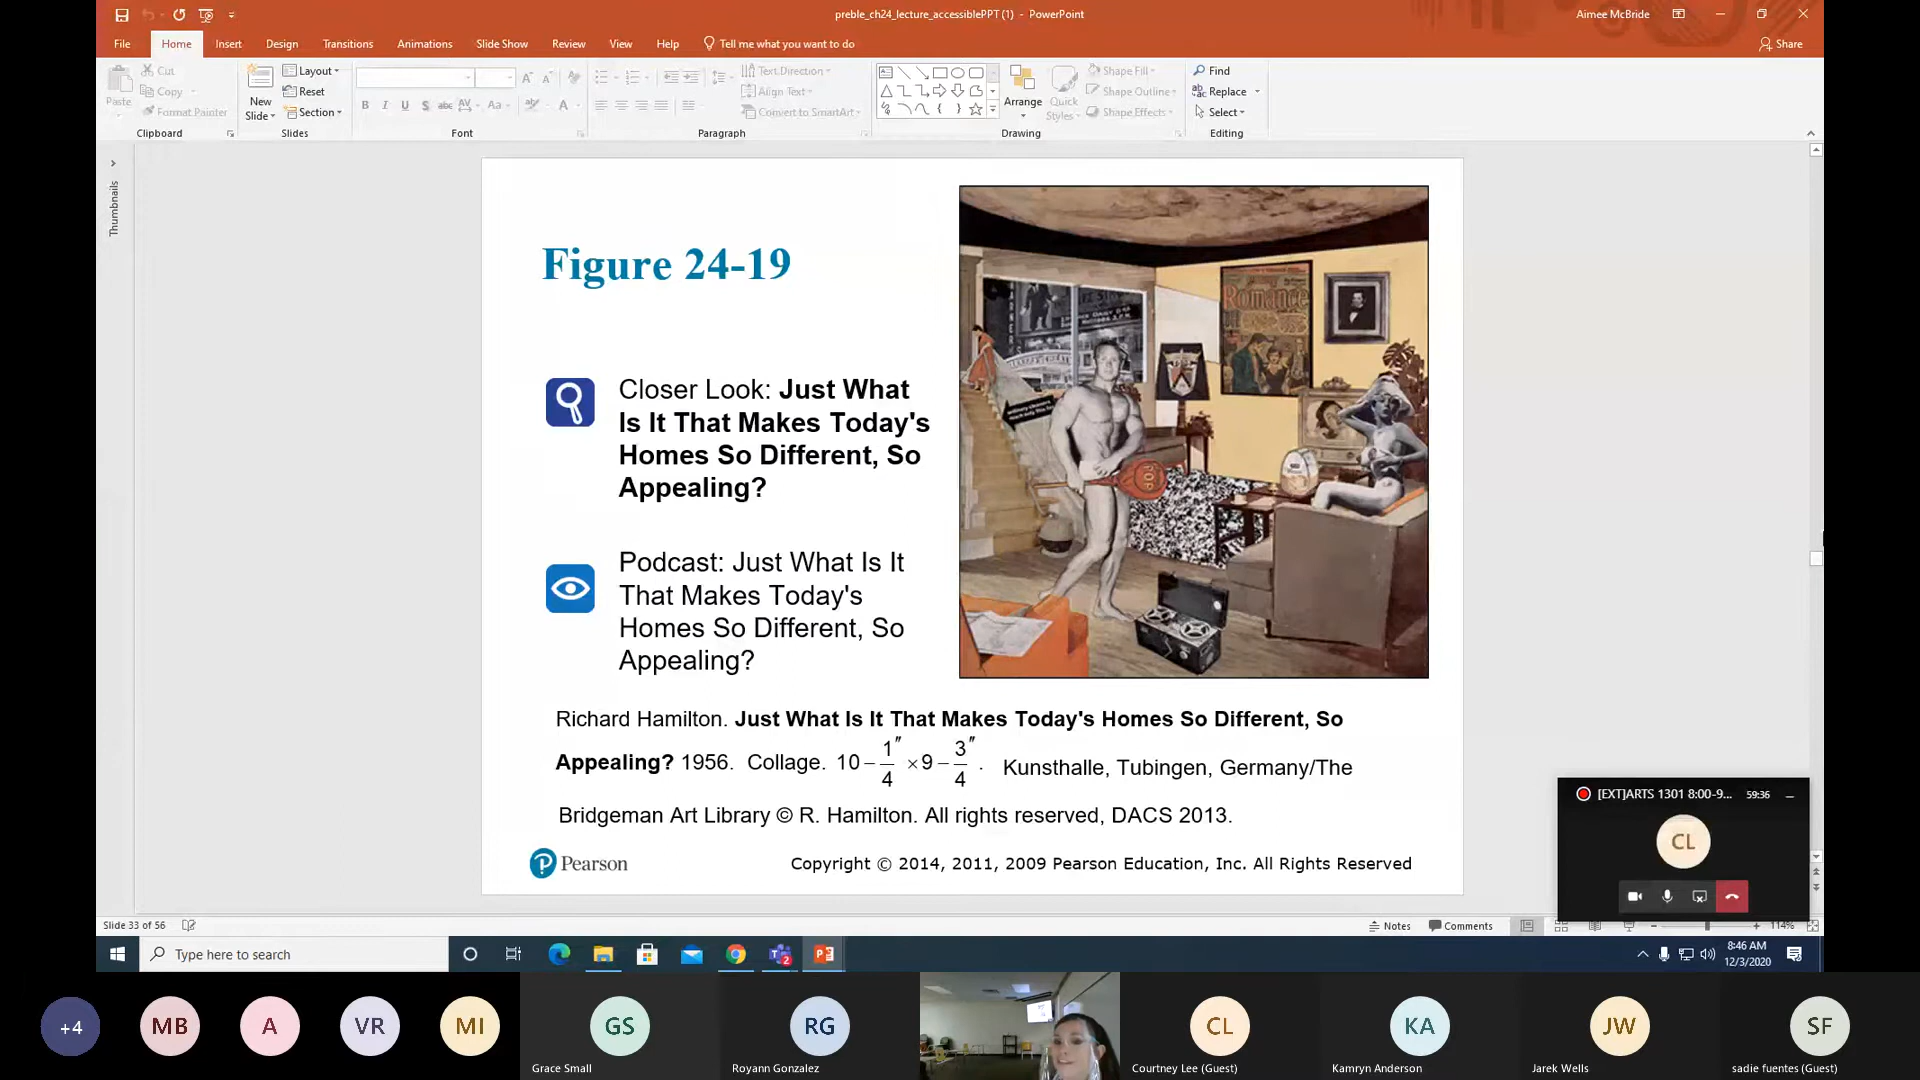 preble_ch24_lecture_accessiblePPT (1) - PowerPoint
Aimee McBride
File Home Insert Design Transitions Animations Slide Show Review View Help Tell me what you want to do
Share
Paste
Cut
Copy
Format Painter
Clipboard
New Slide
Layout
Reset
Section
Slides
B I U S abc AV Aa A
Font
Text Direction
Align Text
Convert to SmartArt
Paragraph
Arrange
Quick Styles
Shape Fill
Shape Outline
Shape Effects
Drawing
Find
Replace
Select
Editing
Thumbnails
Figure 24-19
Closer Look: Just What
Is It That Makes Today's
Homes So Different, So
Appealing?
Podcast: Just What Is It
That Makes Today's
Homes So Different, So
Appealing?
Romance
POP
Richard Hamilton. Just What Is It That Makes Today's Homes So Different, So
Appealing? 1956. Collage. 10–1/4″ ×9–3/4″. Kunsthalle, Tubingen, Germany/The
Bridgeman Art Library © R. Hamilton. All rights reserved, DACS 2013.
Pearson
Copyright © 2014, 2011, 2009 Pearson Education, Inc. All Rights Reserved
[EXT]ARTS 1301 8:00-9... 59:36
CL
Slide 33 of 56
Notes
Comments
114%
Type here to search
8:46 AM
12/3/2020
+4
MB
A
VR
MI
GS
Grace Small
RG
Royann Gonzalez
CL
Courtney Lee (Guest)
KA
Kamryn Anderson
JW
Jarek Wells
SF
sadie fuentes (Guest)